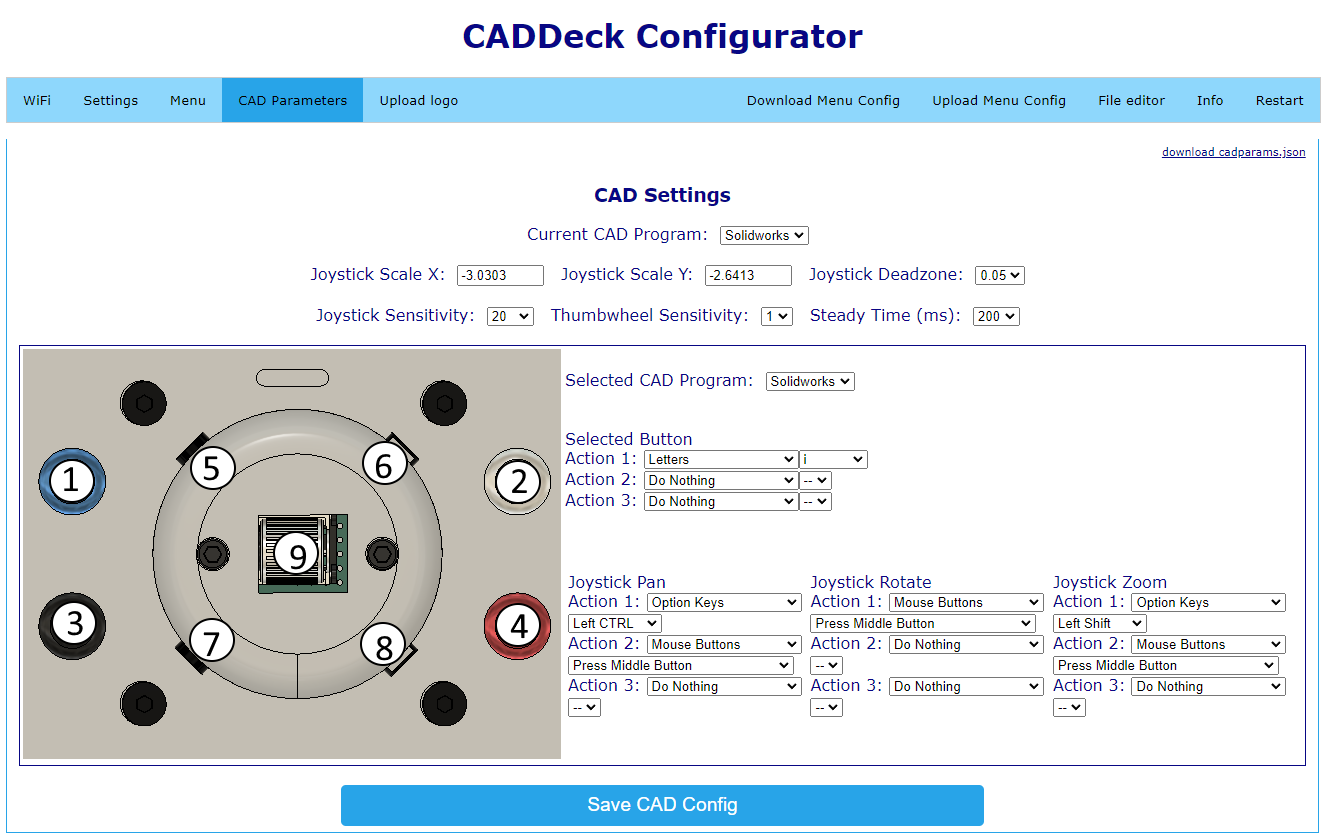 CADDeck Configurator
WiFi Settings Menu CAD Parameters Upload logo Download Menu Config Upload Menu Config File editor Info Restart
download cadparams.json
CAD Settings
Current CAD Program: Solidworks
Joystick Scale X: -3.0303 Joystick Scale Y: -2.6413 Joystick Deadzone: 0.05
Joystick Sensitivity: 20 Thumbwheel Sensitivity: 1 Steady Time (ms): 200
1
2
3
4
5
6
7
8
9
Selected CAD Program: Solidworks
Selected Button
Action 1: Letters i
Action 2: Do Nothing --
Action 3: Do Nothing --
Joystick Pan
Action 1: Option Keys
Left CTRL
Action 2: Mouse Buttons
Press Middle Button
Action 3: Do Nothing
--
Joystick Rotate
Action 1: Mouse Buttons
Press Middle Button
Action 2: Do Nothing
--
Action 3: Do Nothing
--
Joystick Zoom
Action 1: Option Keys
Left Shift
Action 2: Mouse Buttons
Press Middle Button
Action 3: Do Nothing
--
Save CAD Config